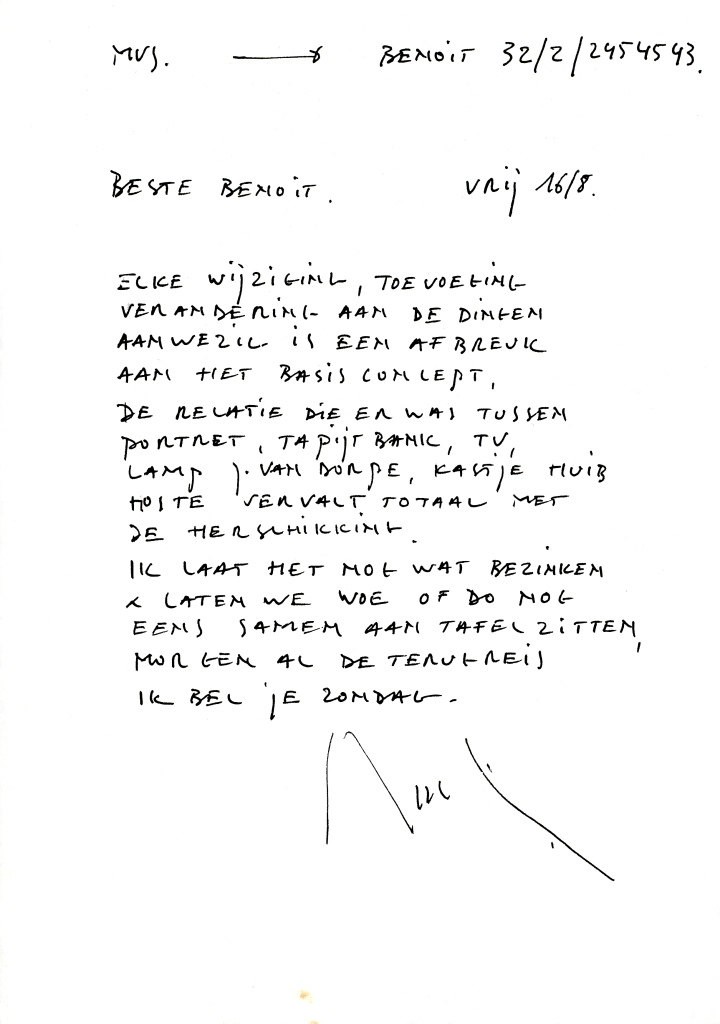 MVS. → BENOIT 32/2/2454543.
BESTE BENOIT. VRIJ 16/8.
ELKE WIJZIGING, TOEVOEGING
VERANDERING AAN DE DINGEN
AANWEZIG IS EEN AFBREUK
AAN HET BASISCONCEPT,
DE RELATIE DIE ER WAS TUSSEN
PORTRET, TAPIJT BANK, TV,
LAMP J. VAN DORPE, KASTJE HUIB
HOSTE VERVALT TOTAAL MET
DE HERSCHIKKING.
IK LAAT HET NOG WAT BEZINKEN
& LATEN WE WOE OF DO NOG
EENS SAMEN AAN TAFEL ZITTEN,
MORGEN AL DE TERUGREIS
IK BEL JE ZONDAG.